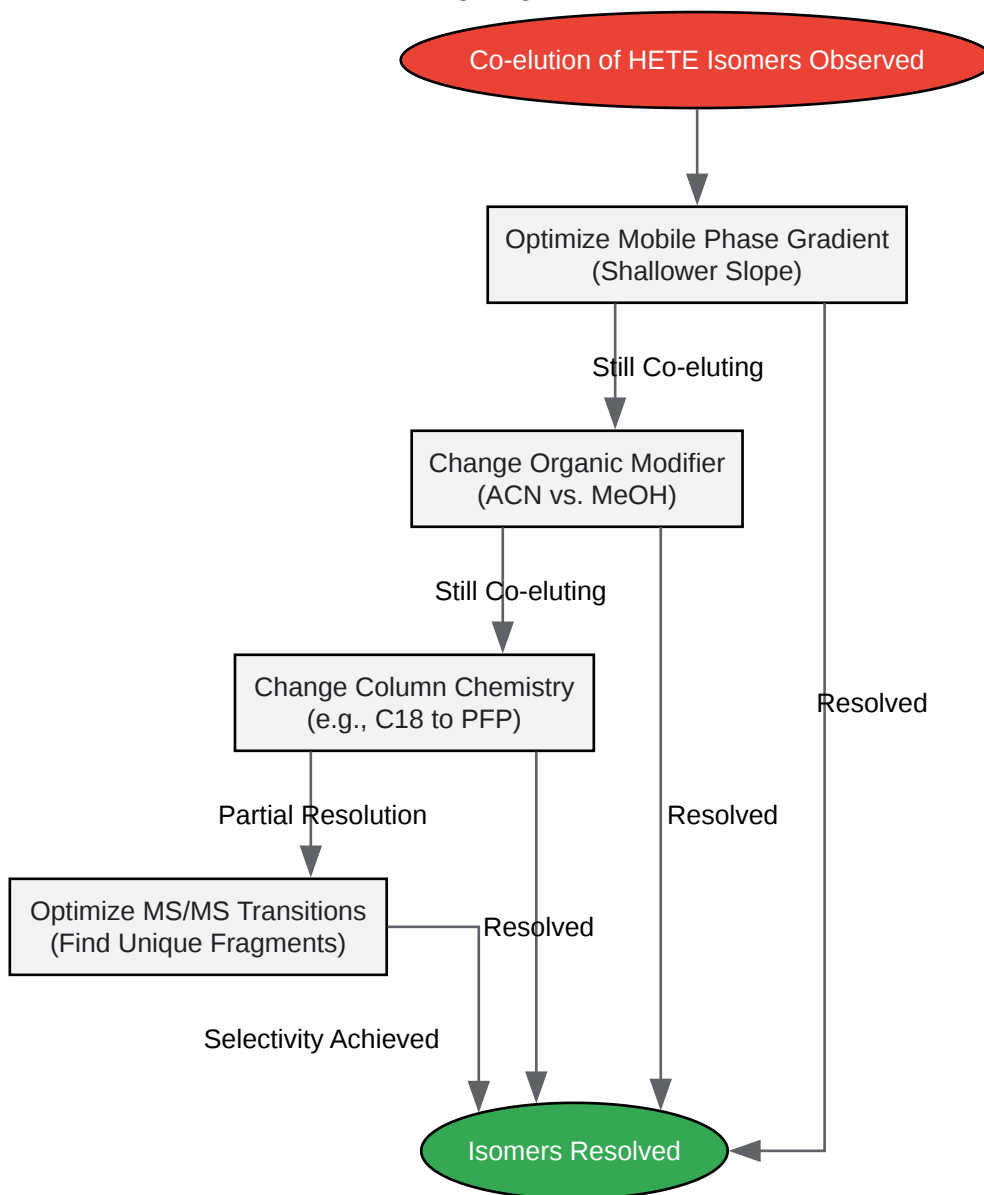 Co-elution of HETE Isomers Observed
Optimize Mobile Phase Gradient
(Shallower Slope)
Still Co-eluting
Change Organic Modifier
(ACN vs. MeOH)
Still Co-eluting
Change Column Chemistry
(e.g., C18 to PFP)
Resolved
Partial Resolution
Resolved
Optimize MS/MS Transitions
(Find Unique Fragments)
Resolved
Selectivity Achieved
Isomers Resolved